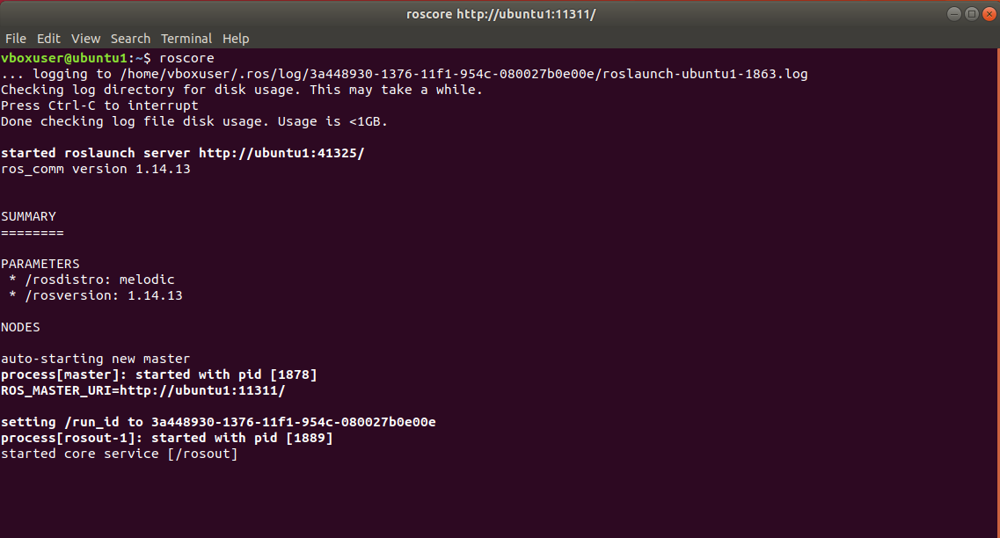 roscore http://ubuntu1:11311/
File Edit View Search Terminal Help
vboxuser@ubuntu1:~$ roscore
... logging to /home/vboxuser/.ros/log/3a448930-1376-11f1-954c-080027b0e00e/roslaunch-ubuntu1-1863.log
Checking log directory for disk usage. This may take a while.
Press Ctrl-C to interrupt
Done checking log file disk usage. Usage is <1GB.
started roslaunch server http://ubuntu1:41325/
ros_comm version 1.14.13
SUMMARY
========
PARAMETERS
 * /rosdistro: melodic
 * /rosversion: 1.14.13
NODES
auto-starting new master
process[master]: started with pid [1878]
ROS_MASTER_URI=http://ubuntu1:11311/
setting /run_id to 3a448930-1376-11f1-954c-080027b0e00e
process[rosout-1]: started with pid [1889]
started core service [/rosout]